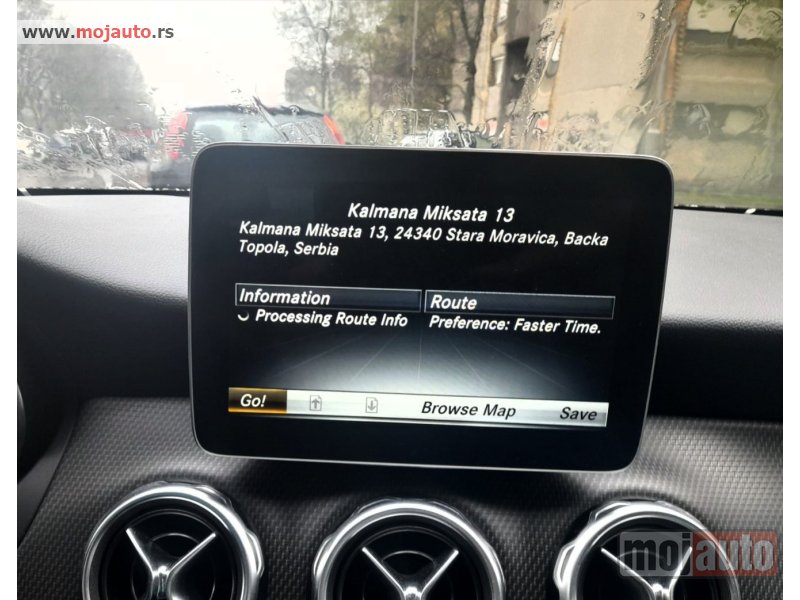 www.mojauto.rs
Kalmana Miksata 13
Kalmana Miksata 13, 24340 Stara Moravica, Backa
Topola, Serbia
Information
Route
Processing Route Info
Preference: Faster Time.
Go!
Browse Map
Save
mojauto